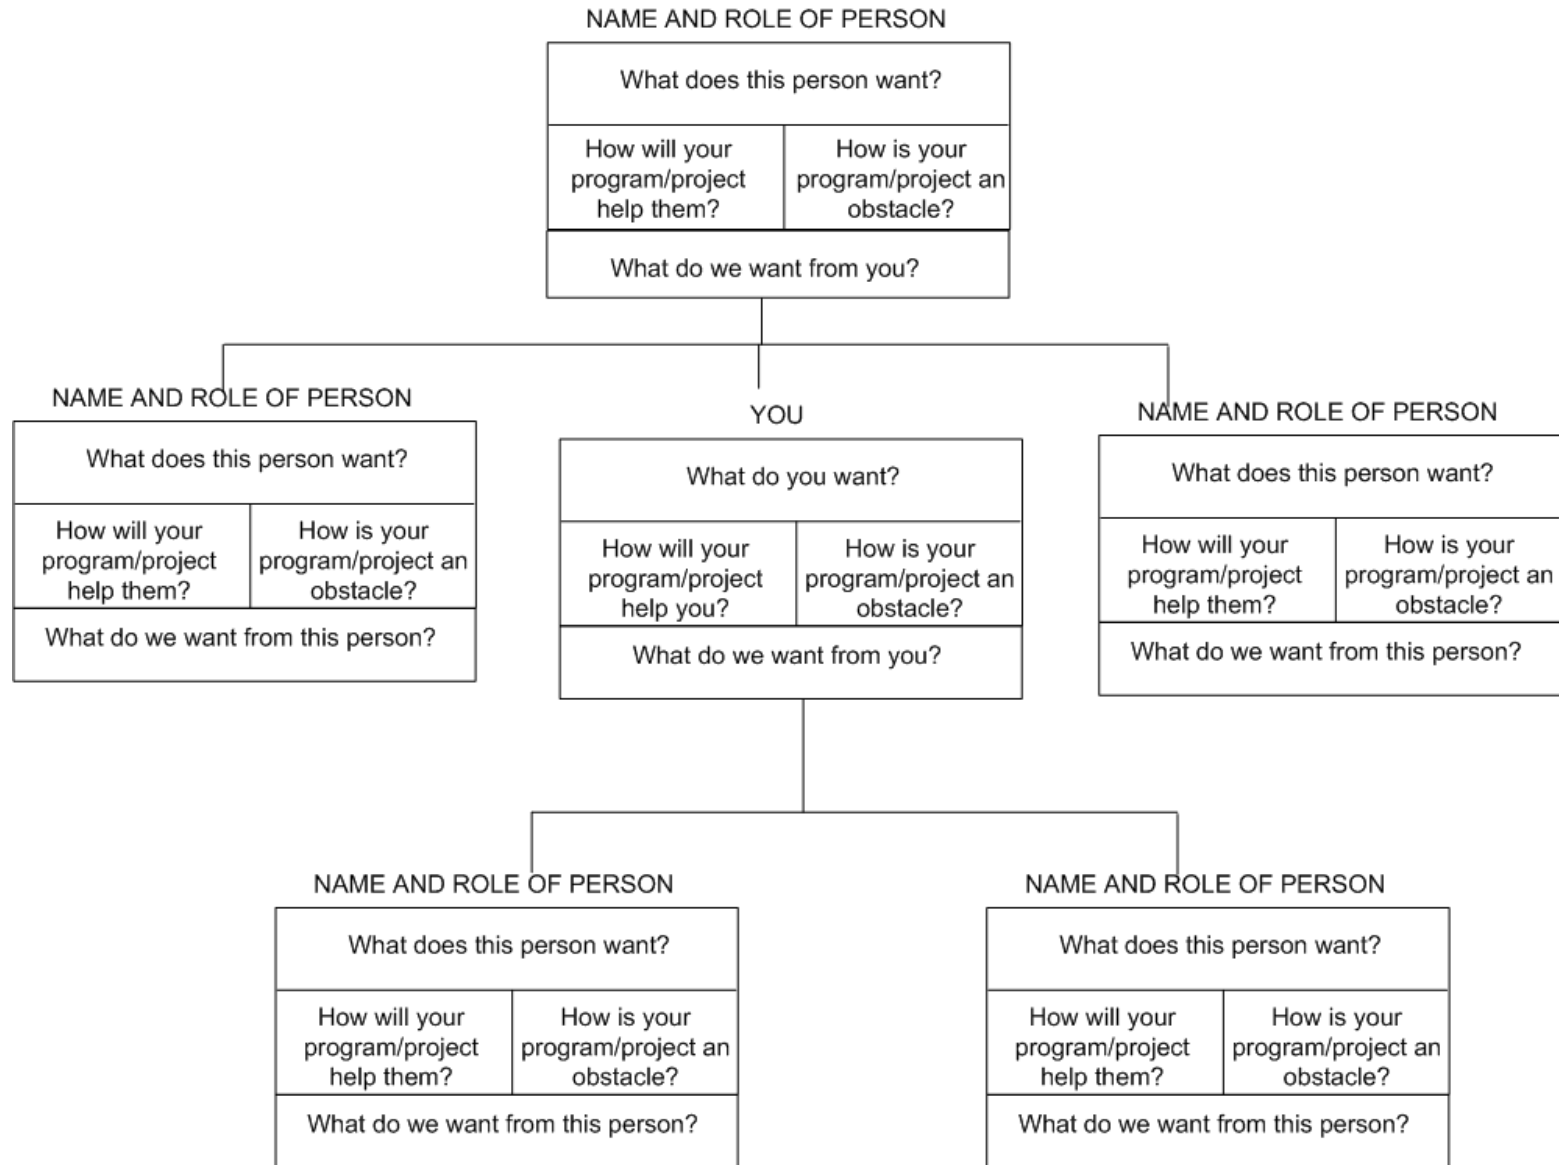 NAME AND ROLE OF PERSON
What does this person want?
How will your
program/project
help them?
How is your
program/project an
obstacle?
What do we want from you?
NAME AND ROLE OF PERSON
What does this person want?
How will your
program/project
help them?
How is your
program/project an
obstacle?
What do we want from this person?
YOU
What do you want?
How will your
program/project
help you?
How is your
program/project an
obstacle?
What do we want from you?
NAME AND ROLE OF PERSON
What does this person want?
How will your
program/project
help them?
How is your
program/project an
obstacle?
What do we want from this person?
NAME AND ROLE OF PERSON
What does this person want?
How will your
program/project
help them?
How is your
program/project an
obstacle?
What do we want from this person?
NAME AND ROLE OF PERSON
What does this person want?
How will your
program/project
help them?
How is your
program/project an
obstacle?
What do we want from this person?